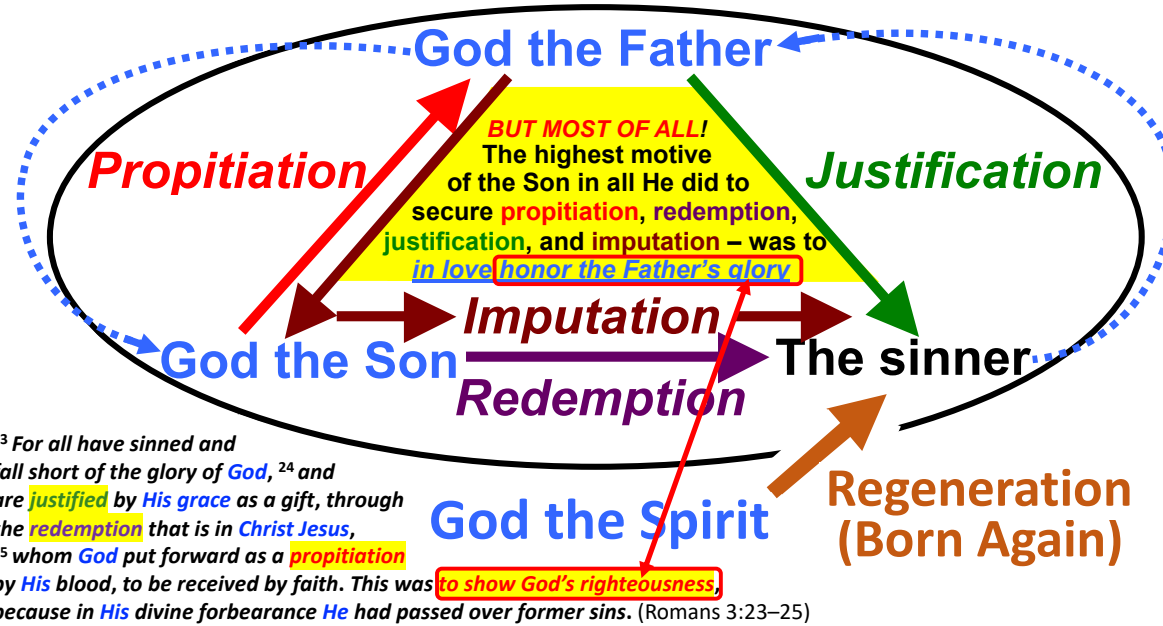 God the Father
BUT MOST OF ALL!
The highest motive
of the Son in all He did to
secure propitiation, redemption,
justification, and imputation – was to
in love honor the Father’s glory
Propitiation
Justification
Imputation
God the Son
The sinner
Redemption
God the Spirit
Regeneration
(Born Again)
³ For all have sinned and
fall short of the glory of God, ²⁴ and
are justified by His grace as a gift, through
the redemption that is in Christ Jesus,
⁵ whom God put forward as a propitiation
by His blood, to be received by faith. This was to show God’s righteousness,
because in His divine forbearance He had passed over former sins. (Romans 3:23–25)